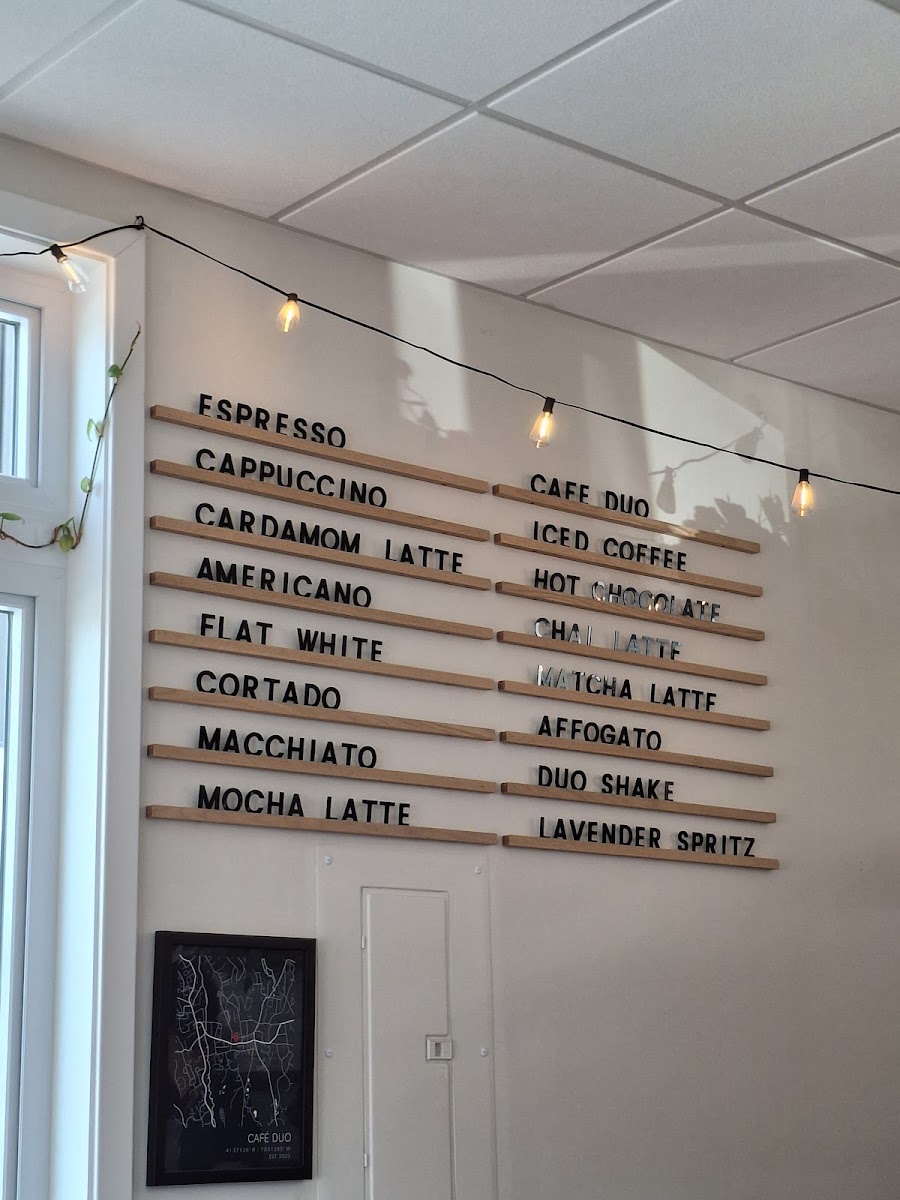 ESPRESSO
CAPPUCCINO
CARDAMOM LATTE
AMERICANO
FLAT WHITE
CORTADO
MACCHIATO
MOCHA LATTE
CAFE DUO
ICED COFFEE
HOT CHOCOLATE
CHAI LATTE
MATCHA LATTE
AFFOGATO
DUO SHAKE
LAVENDER SPRITZ
CAFÉ DUO